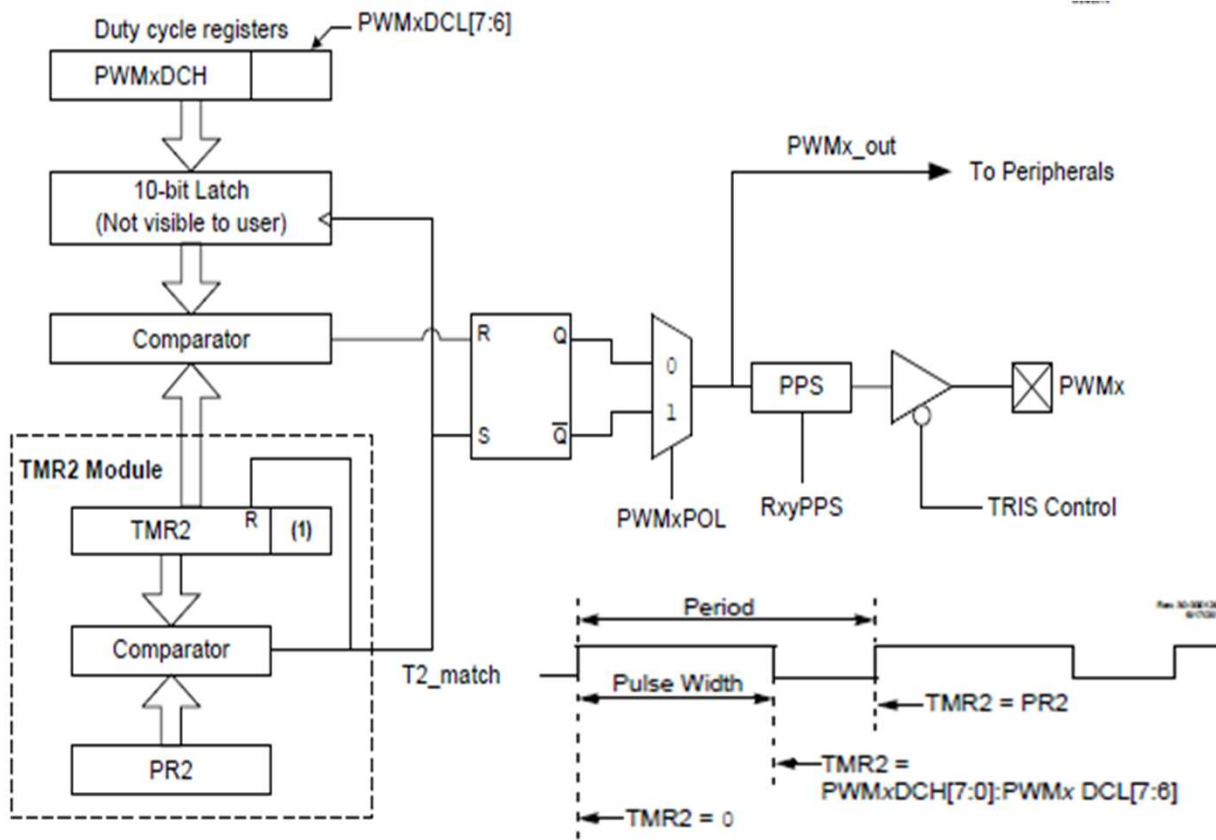 Duty cycle registers
PWMxDCL[7:6]
PWMxDCH
10-bit Latch
(Not visible to user)
Comparator
R
Q
S
Q̅
0
1
PWMx_out
To Peripherals
PPS
PWMx
PWMxPOL
RxyPPS
TRIS Control
TMR2 Module
TMR2
R
(1)
Comparator
PR2
T2_match
Period
Pulse Width
TMR2 = PR2
TMR2 =
PWMxDCH[7:0]:PWMx DCL[7:6]
TMR2 = 0